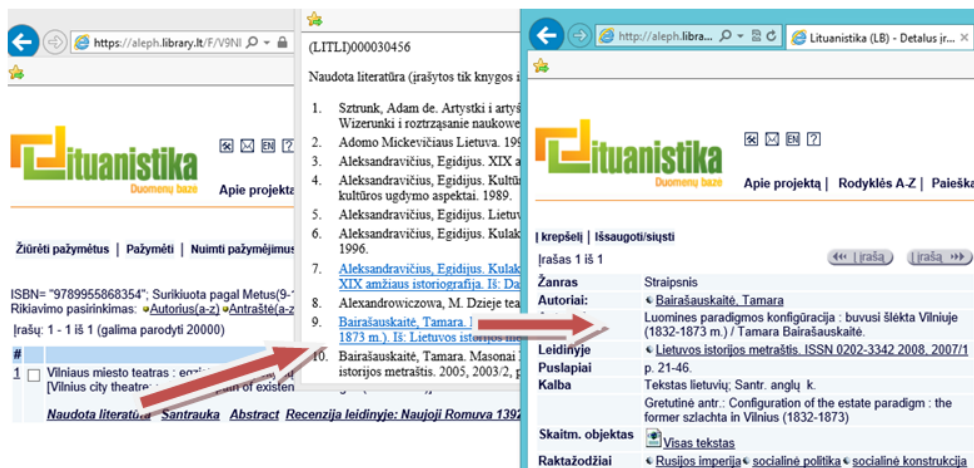 https://aleph.library.lt/F/V9NI
Lituanistika
Duomenų bazė
EN ?
Apie projektą
Žiūrėti pažymėtus | Pažymėti | Nuimti pažymėjimus
ISBN= "9789955868354"; Surikiuota pagal Metus(9-
Rikiavimo pasirinkimas: Autorius(a-z) Antraštė(a-z
Įrašų: 1 - 1 iš 1 (galima parodyti 20000)
#
1 Vilniaus miesto teatras :
[Vilnius city theatre: of existen
Naudota literatūra Santrauka Abstract Recenzija leidinyje: Naujoji Romuva 1392
(LITLI)000030456
Naudota literatūra (įrašytos tik knygos i
1. Sztrunk, Adam de. Artystki i artyś
Wizerunki i roztrząsanie naukowe
2. Adomo Mickevičiaus Lietuva. 199
3. Aleksandravičius, Egidijus. XIX a
4. Aleksandravičius, Egidijus. Kultūr
kultūros ugdymo aspektai. 1989.
5. Aleksandravičius, Egidijus. Lietuv
6. Aleksandravičius, Egidijus. Kulak
1996.
7. Aleksandravičius, Egidijus. Kulak
XIX amžiaus istoriografija. Iš: Da
8. Alexandrowiczowa, M. Dzieje tea
9. Bairašauskaitė, Tamara.
1873 m.). Iš: Lietuvos istorijos me
10. Bairašauskaitė, Tamara. Masonai
istorijos metraštis. 2005, 2003/2, p
http://aleph.libra...
Lituanistika (LB) - Detalus įr... ×
Lituanistika
Duomenų bazė
EN ?
Apie projektą | Rodyklės A-Z | Paieška
Į krepšelį | Išsaugoti/siųsti
Įrašas 1 iš 1
Į įrašą Į įrašą
Žanras Straipsnis
Autoriai: Bairašauskaitė, Tamara
Luomines paradigmos konfigūracija : buvusi šlėkta Vilniuje
(1832-1873 m.) / Tamara Bairašauskaitė.
Leidinyje Lietuvos istorijos metraštis. ISSN 0202-3342 2008, 2007/1
Puslapiai p. 21-46.
Kalba Tekstas lietuvių; Santr. anglų k.
Gretutinė antr.: Configuration of the estate paradigm : the
former szlachta in Vilnius (1832-1873)
Skaitm. objektas Visas tekstas
Raktažodžiai Rusijos imperija socialinė politika socialinė konstrukcija